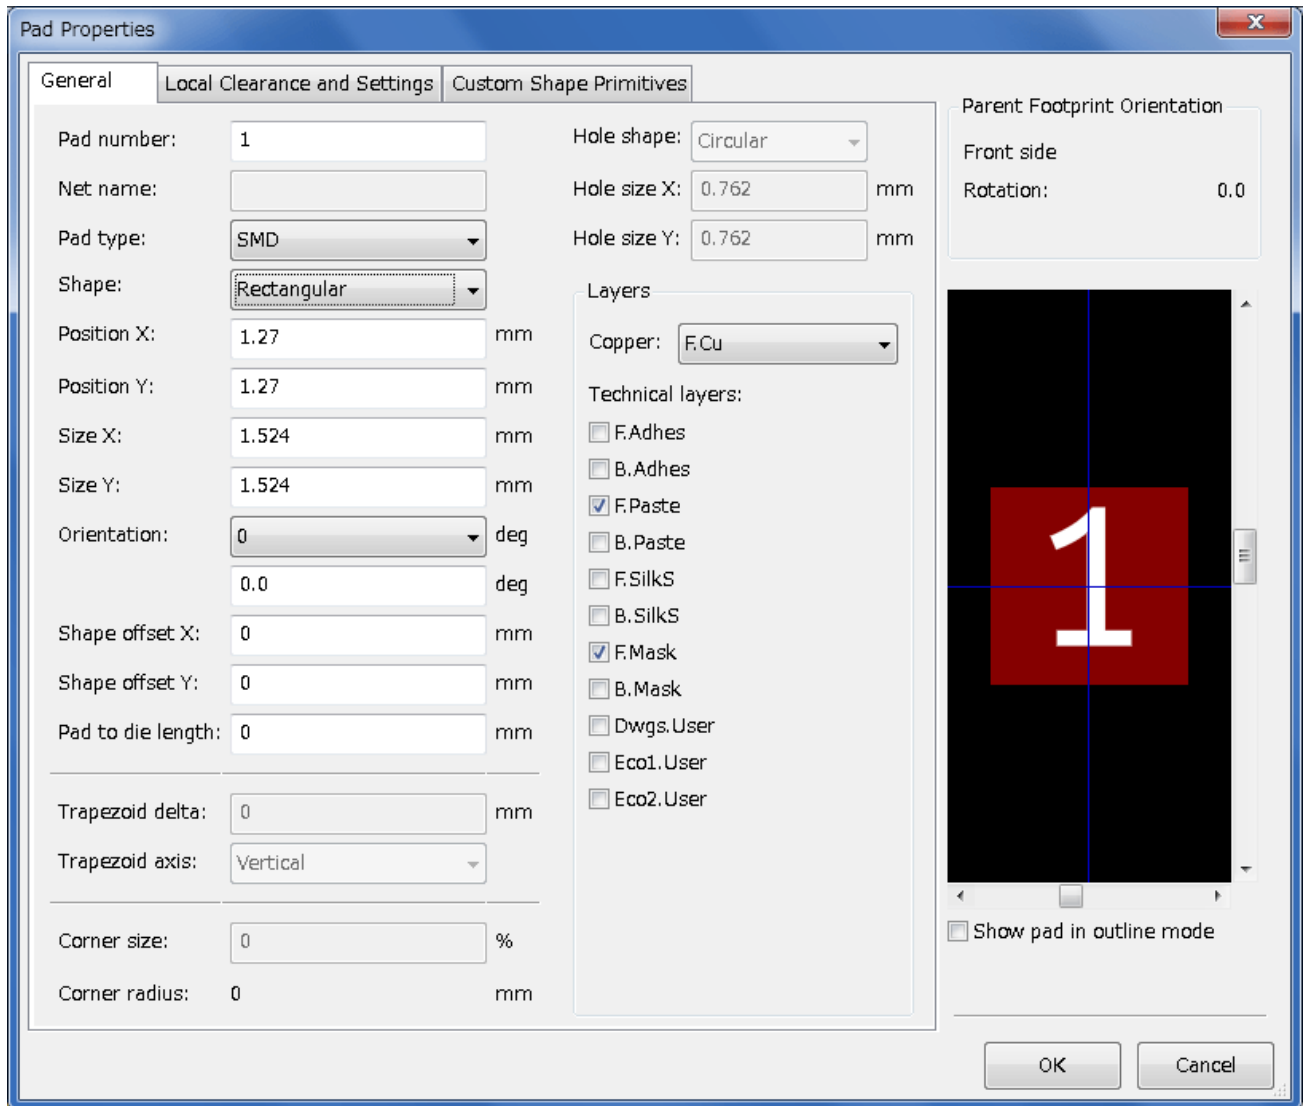 Pad Properties
General
Local Clearance and Settings
Custom Shape Primitives
Pad number: 1
Net name:
Pad type: SMD
Shape: Rectangular
Position X: 1.27 mm
Position Y: 1.27 mm
Size X: 1.524 mm
Size Y: 1.524 mm
Orientation: 0 deg
0.0 deg
Shape offset X: 0 mm
Shape offset Y: 0 mm
Pad to die length: 0 mm
Trapezoid delta: 0 mm
Trapezoid axis: Vertical
Corner size: 0 %
Corner radius: 0 mm
Hole shape: Circular
Hole size X: 0.762 mm
Hole size Y: 0.762 mm
Layers
Copper: F.Cu
Technical layers:
F.Adhes
B.Adhes
F.Paste
B.Paste
F.SilkS
B.SilkS
F.Mask
B.Mask
Dwgs.User
Eco1.User
Eco2.User
Parent Footprint Orientation
Front side
Rotation: 0.0
1
Show pad in outline mode
OK
Cancel